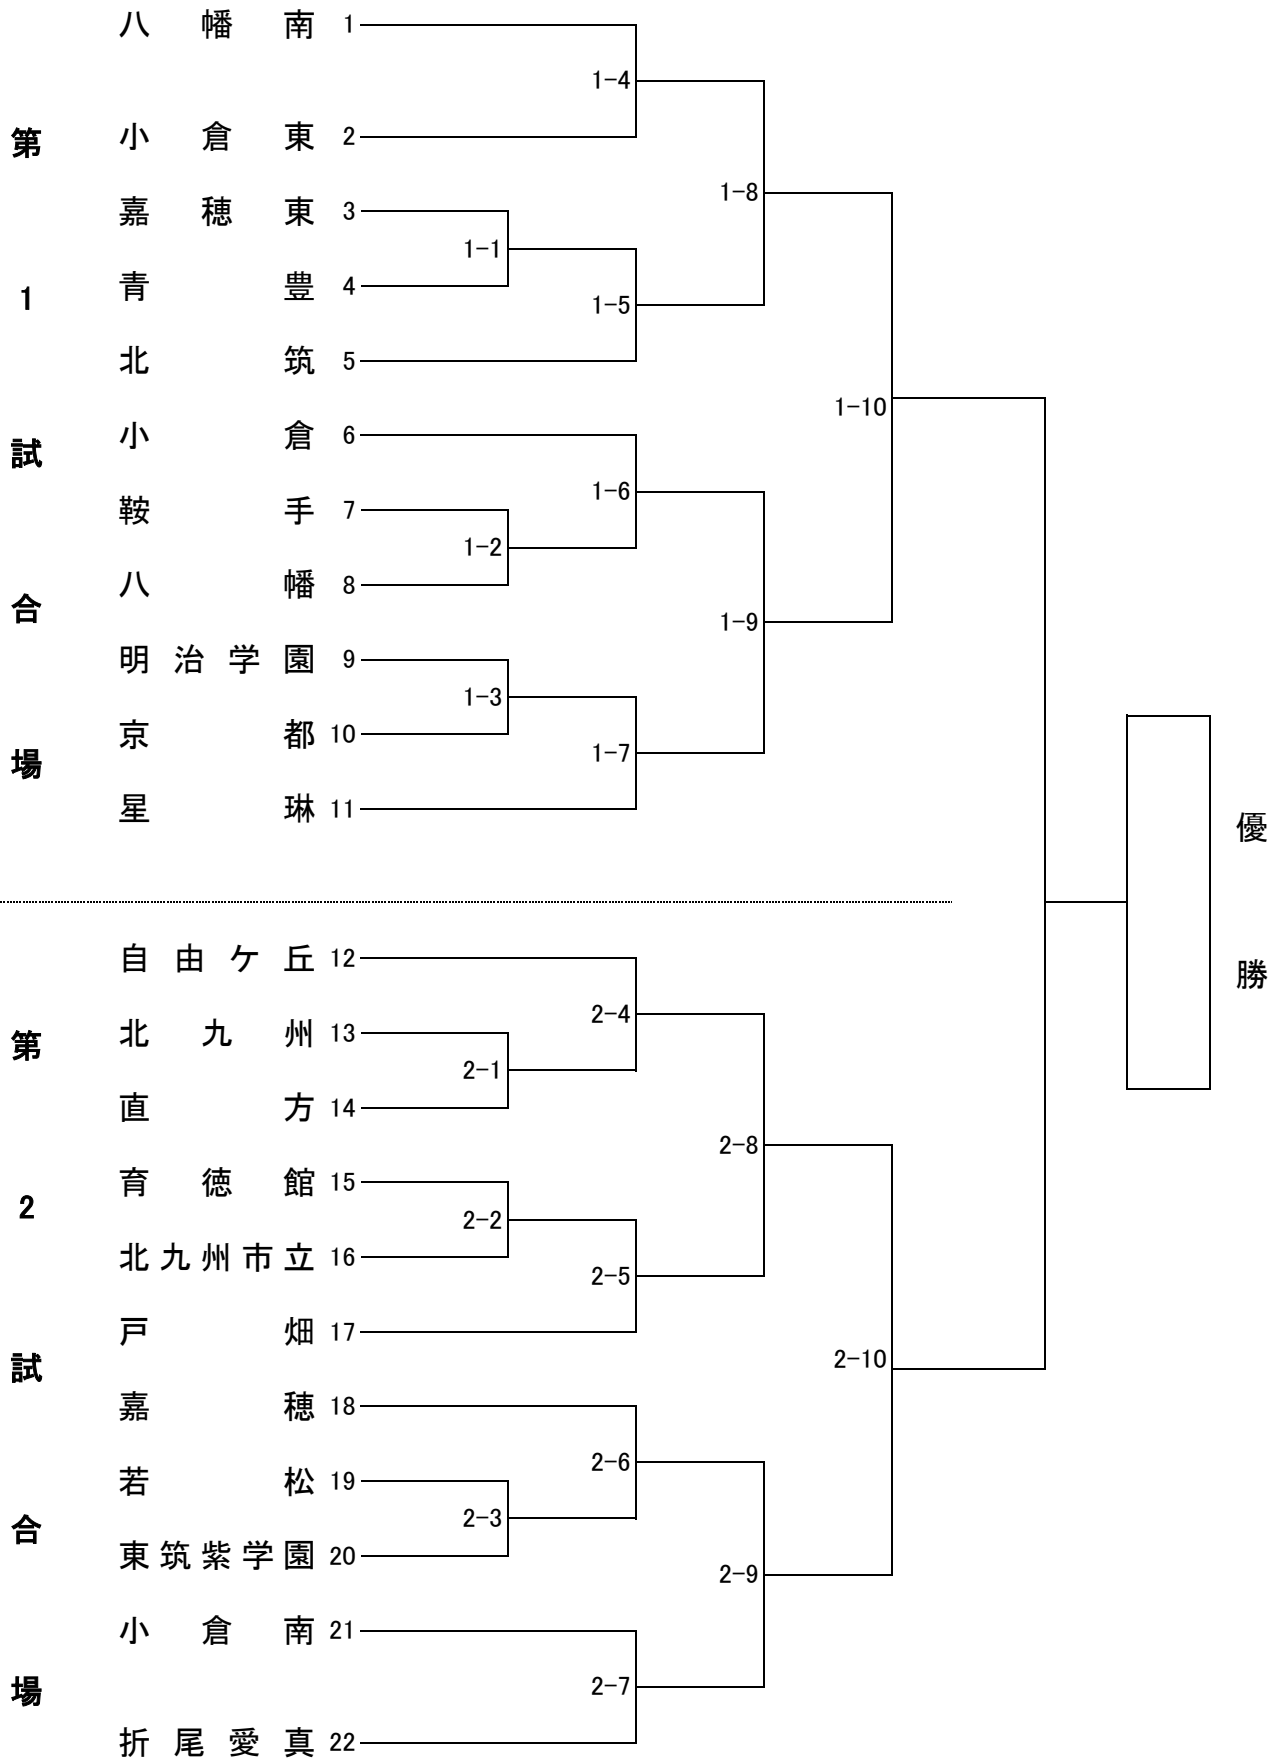 第1試合場
八幡南 1
小倉東 2
嘉穂東 3
青豊 4
北筑 5
小倉 6
鞍手 7
八幡 8
明治学園 9
京都 10
星琳 11
1-1
1-2
1-3
1-4
1-5
1-6
1-7
1-8
1-9
1-10
第2試合場
自由ケ丘 12
北九州 13
直方 14
育徳館 15
北九州市立 16
戸畑 17
嘉穂 18
若松 19
東筑紫学園 20
小倉南 21
折尾愛真 22
2-1
2-2
2-3
2-4
2-5
2-6
2-7
2-8
2-9
2-10
優勝